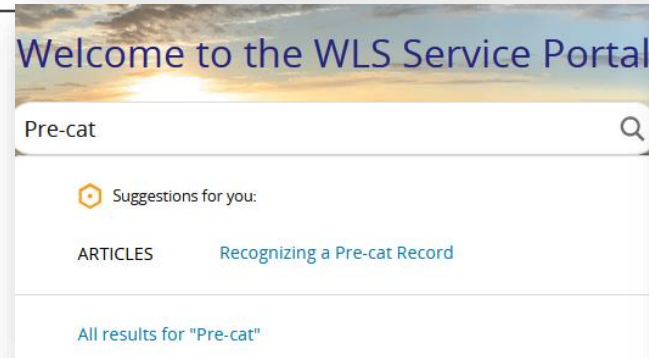 Welcome to the WLS Service Portal
Pre-cat
Suggestions for you:
ARTICLES Recognizing a Pre-cat Record
All results for "Pre-cat"